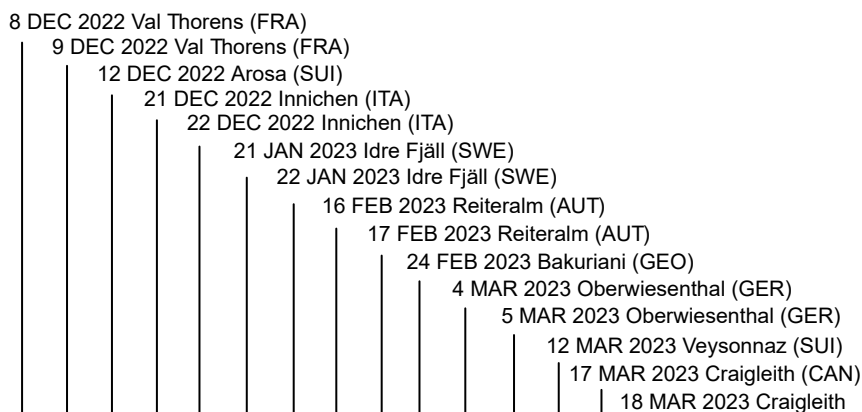 8 DEC 2022 Val Thorens (FRA)
9 DEC 2022 Val Thorens (FRA)
12 DEC 2022 Arosa (SUI)
21 DEC 2022 Innichen (ITA)
22 DEC 2022 Innichen (ITA)
21 JAN 2023 Idre Fjäll (SWE)
22 JAN 2023 Idre Fjäll (SWE)
16 FEB 2023 Reiteralm (AUT)
17 FEB 2023 Reiteralm (AUT)
24 FEB 2023 Bakuriani (GEO)
4 MAR 2023 Oberwiesenthal (GER)
5 MAR 2023 Oberwiesenthal (GER)
12 MAR 2023 Veysonnaz (SUI)
17 MAR 2023 Craigleith (CAN)
18 MAR 2023 Craigleith